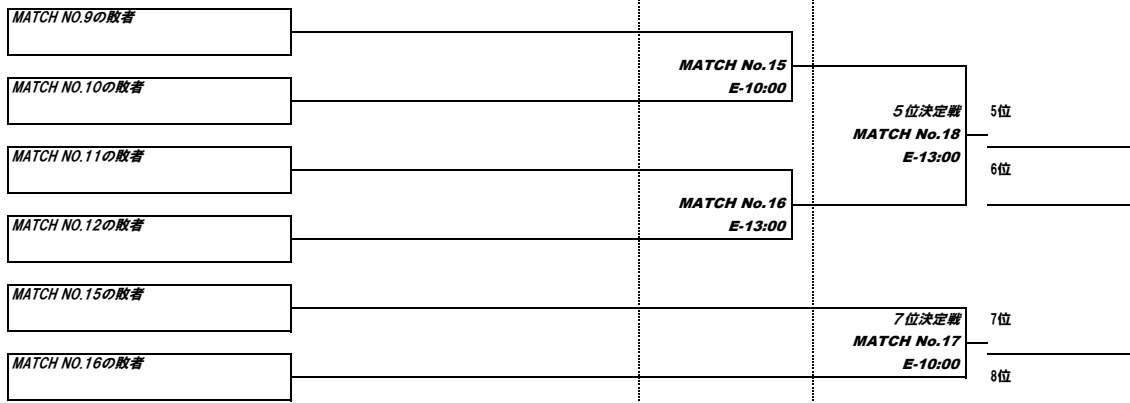 MATCH NO.9の敗者
MATCH No.15
E-10:00
MATCH NO.10の敗者
5位決定戦
MATCH No.18
E-13:00
5位
6位
MATCH NO.11の敗者
MATCH No.16
E-13:00
MATCH NO.12の敗者
MATCH NO.15の敗者
7位決定戦
MATCH No.17
E-10:00
7位
8位
MATCH NO.16の敗者